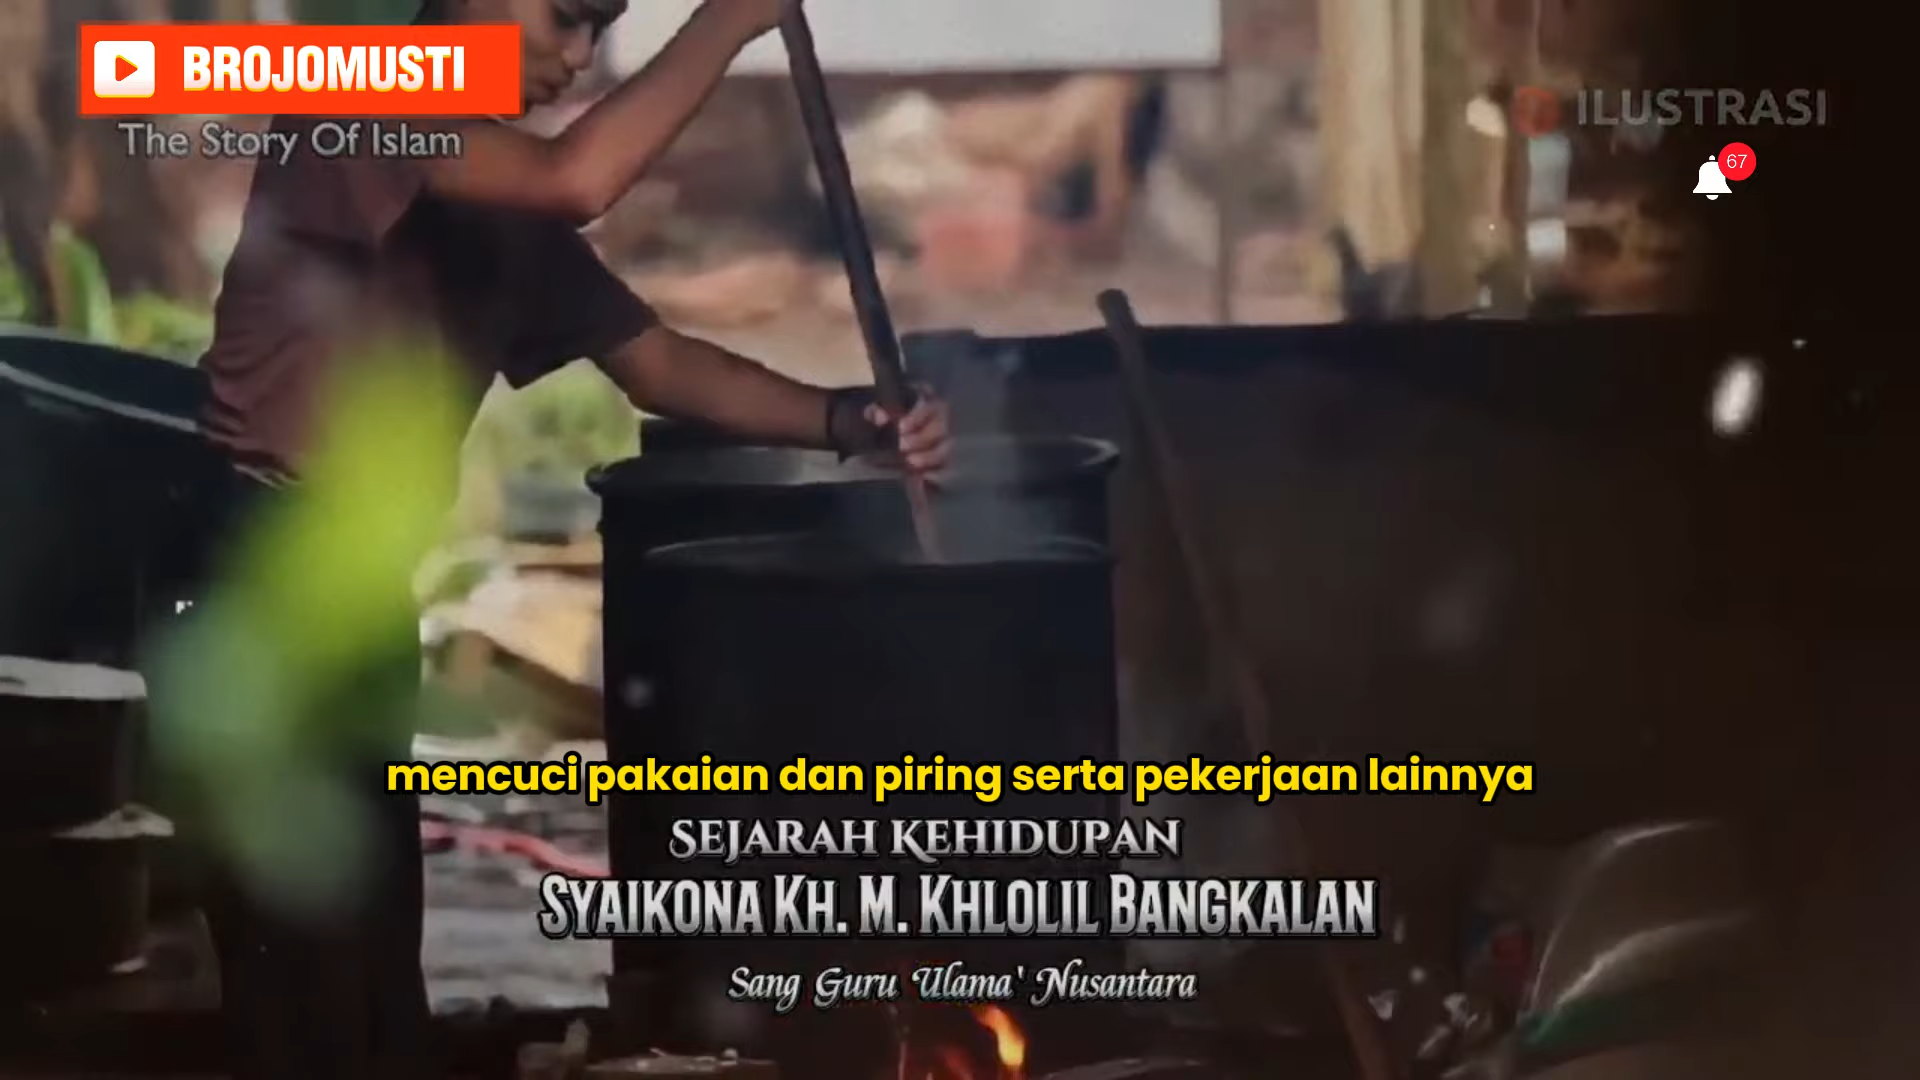 BROJOMUSTI
The Story Of Islam
ILUSTRASI
67
mencuci pakaian dan piring serta pekerjaan lainnya
SEJARAH KEHIDUPAN
SYAIKONA KH. M. KHLOLIL BANGKALAN
Sang Guru Ulama' Nusantara